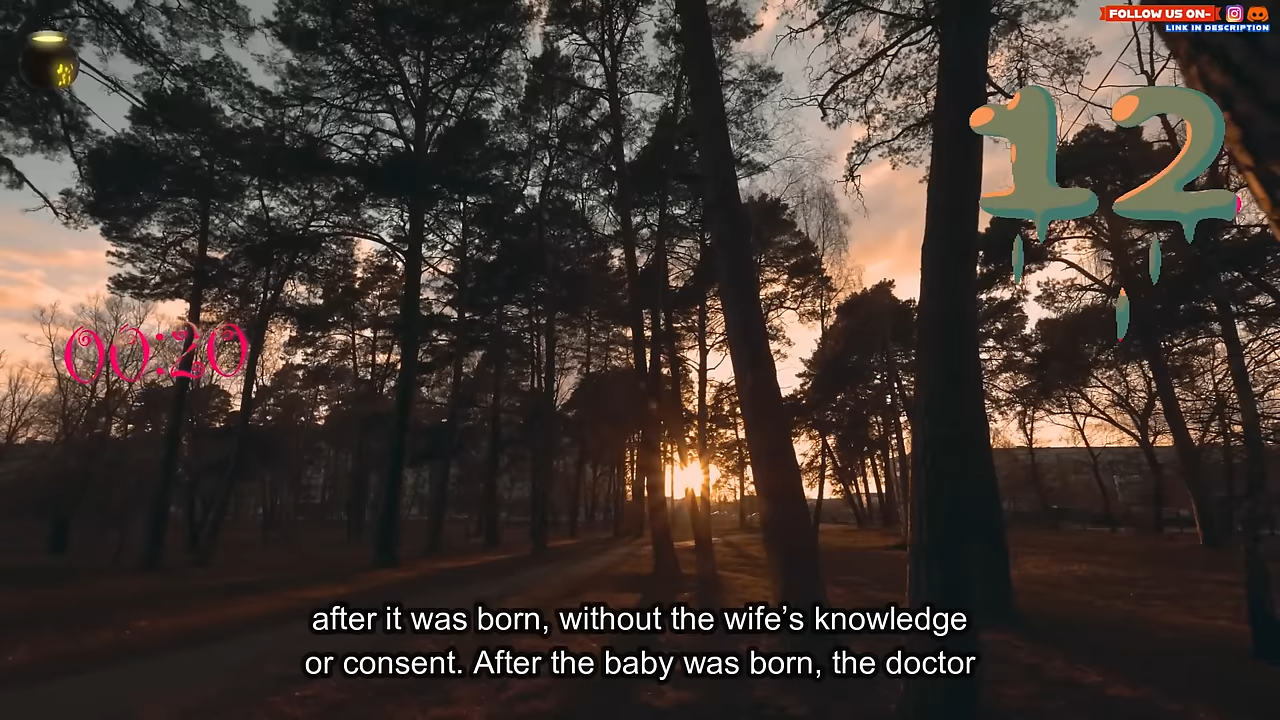 FOLLOW US ON-
LINK IN DESCRIPTION
12
00:20
after it was born, without the wife’s knowledge
or consent. After the baby was born, the doctor